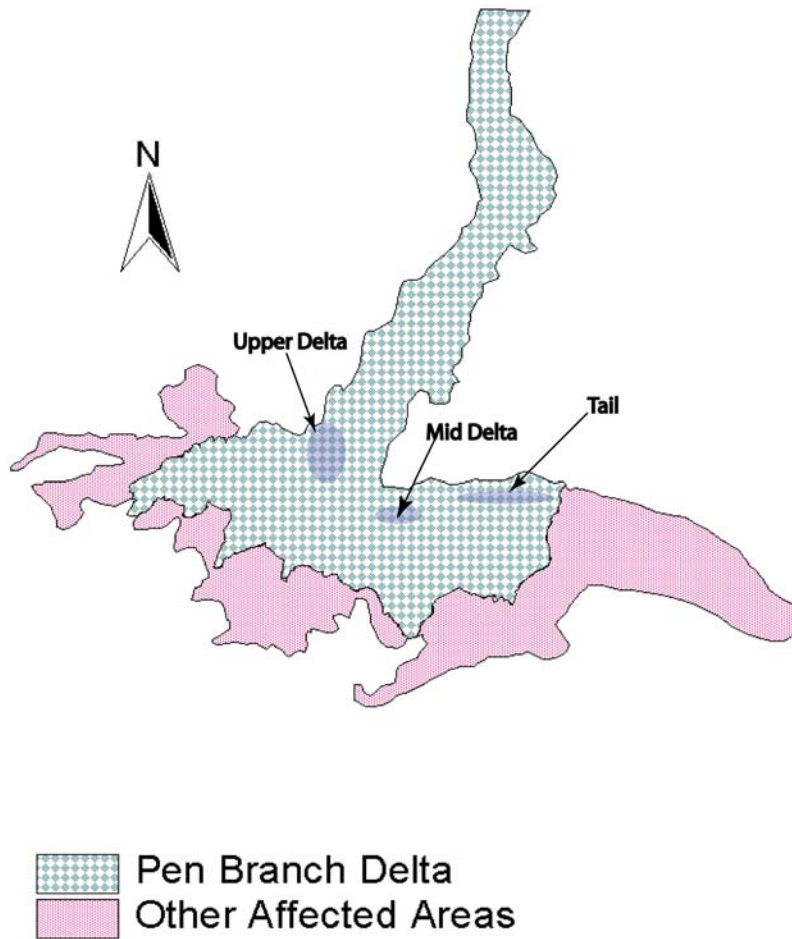 N
Upper Delta
Tail
Mid Delta
Pen Branch Delta
Other Affected Areas